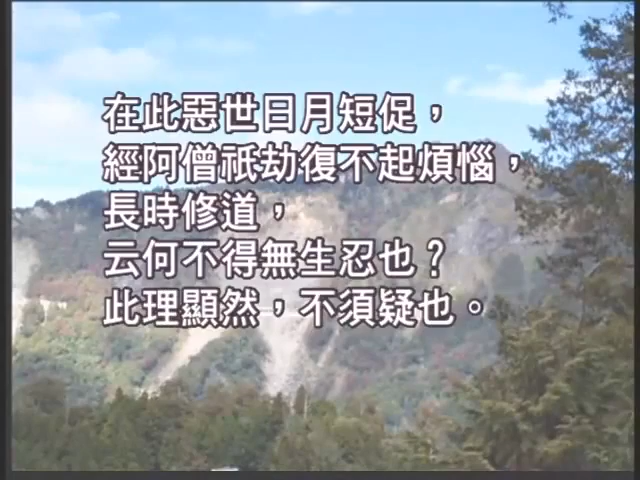 在此惡世日月短促，
經阿僧祇劫復不起煩惱，
長時修道，
云何不得無生忍也？
此理顯然，不須疑也。